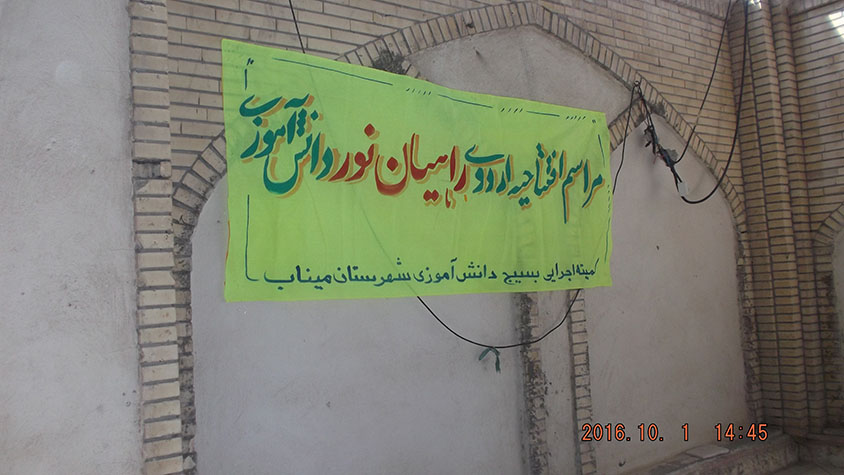 مراسم افتتاحیه اردوی راهیان نور دانش آموزی
کمیته اجرایی بسیج دانش آموزی شهرستان میناب
2016.10. 1 14:45